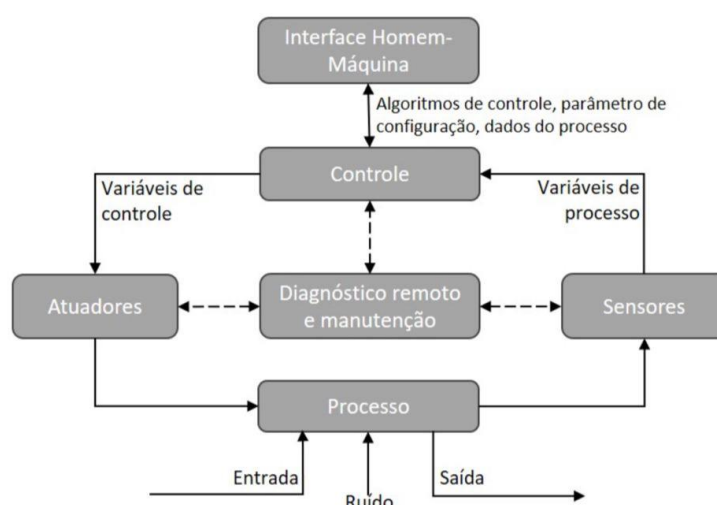 Interface Homem-
Máquina
Algoritmos de controle, parâmetro de
configuração, dados do processo
Controle
Variáveis de
controle
Variáveis de
processo
Atuadores
Diagnóstico remoto
e manutenção
Sensores
Processo
Entrada
Ruído
Saída